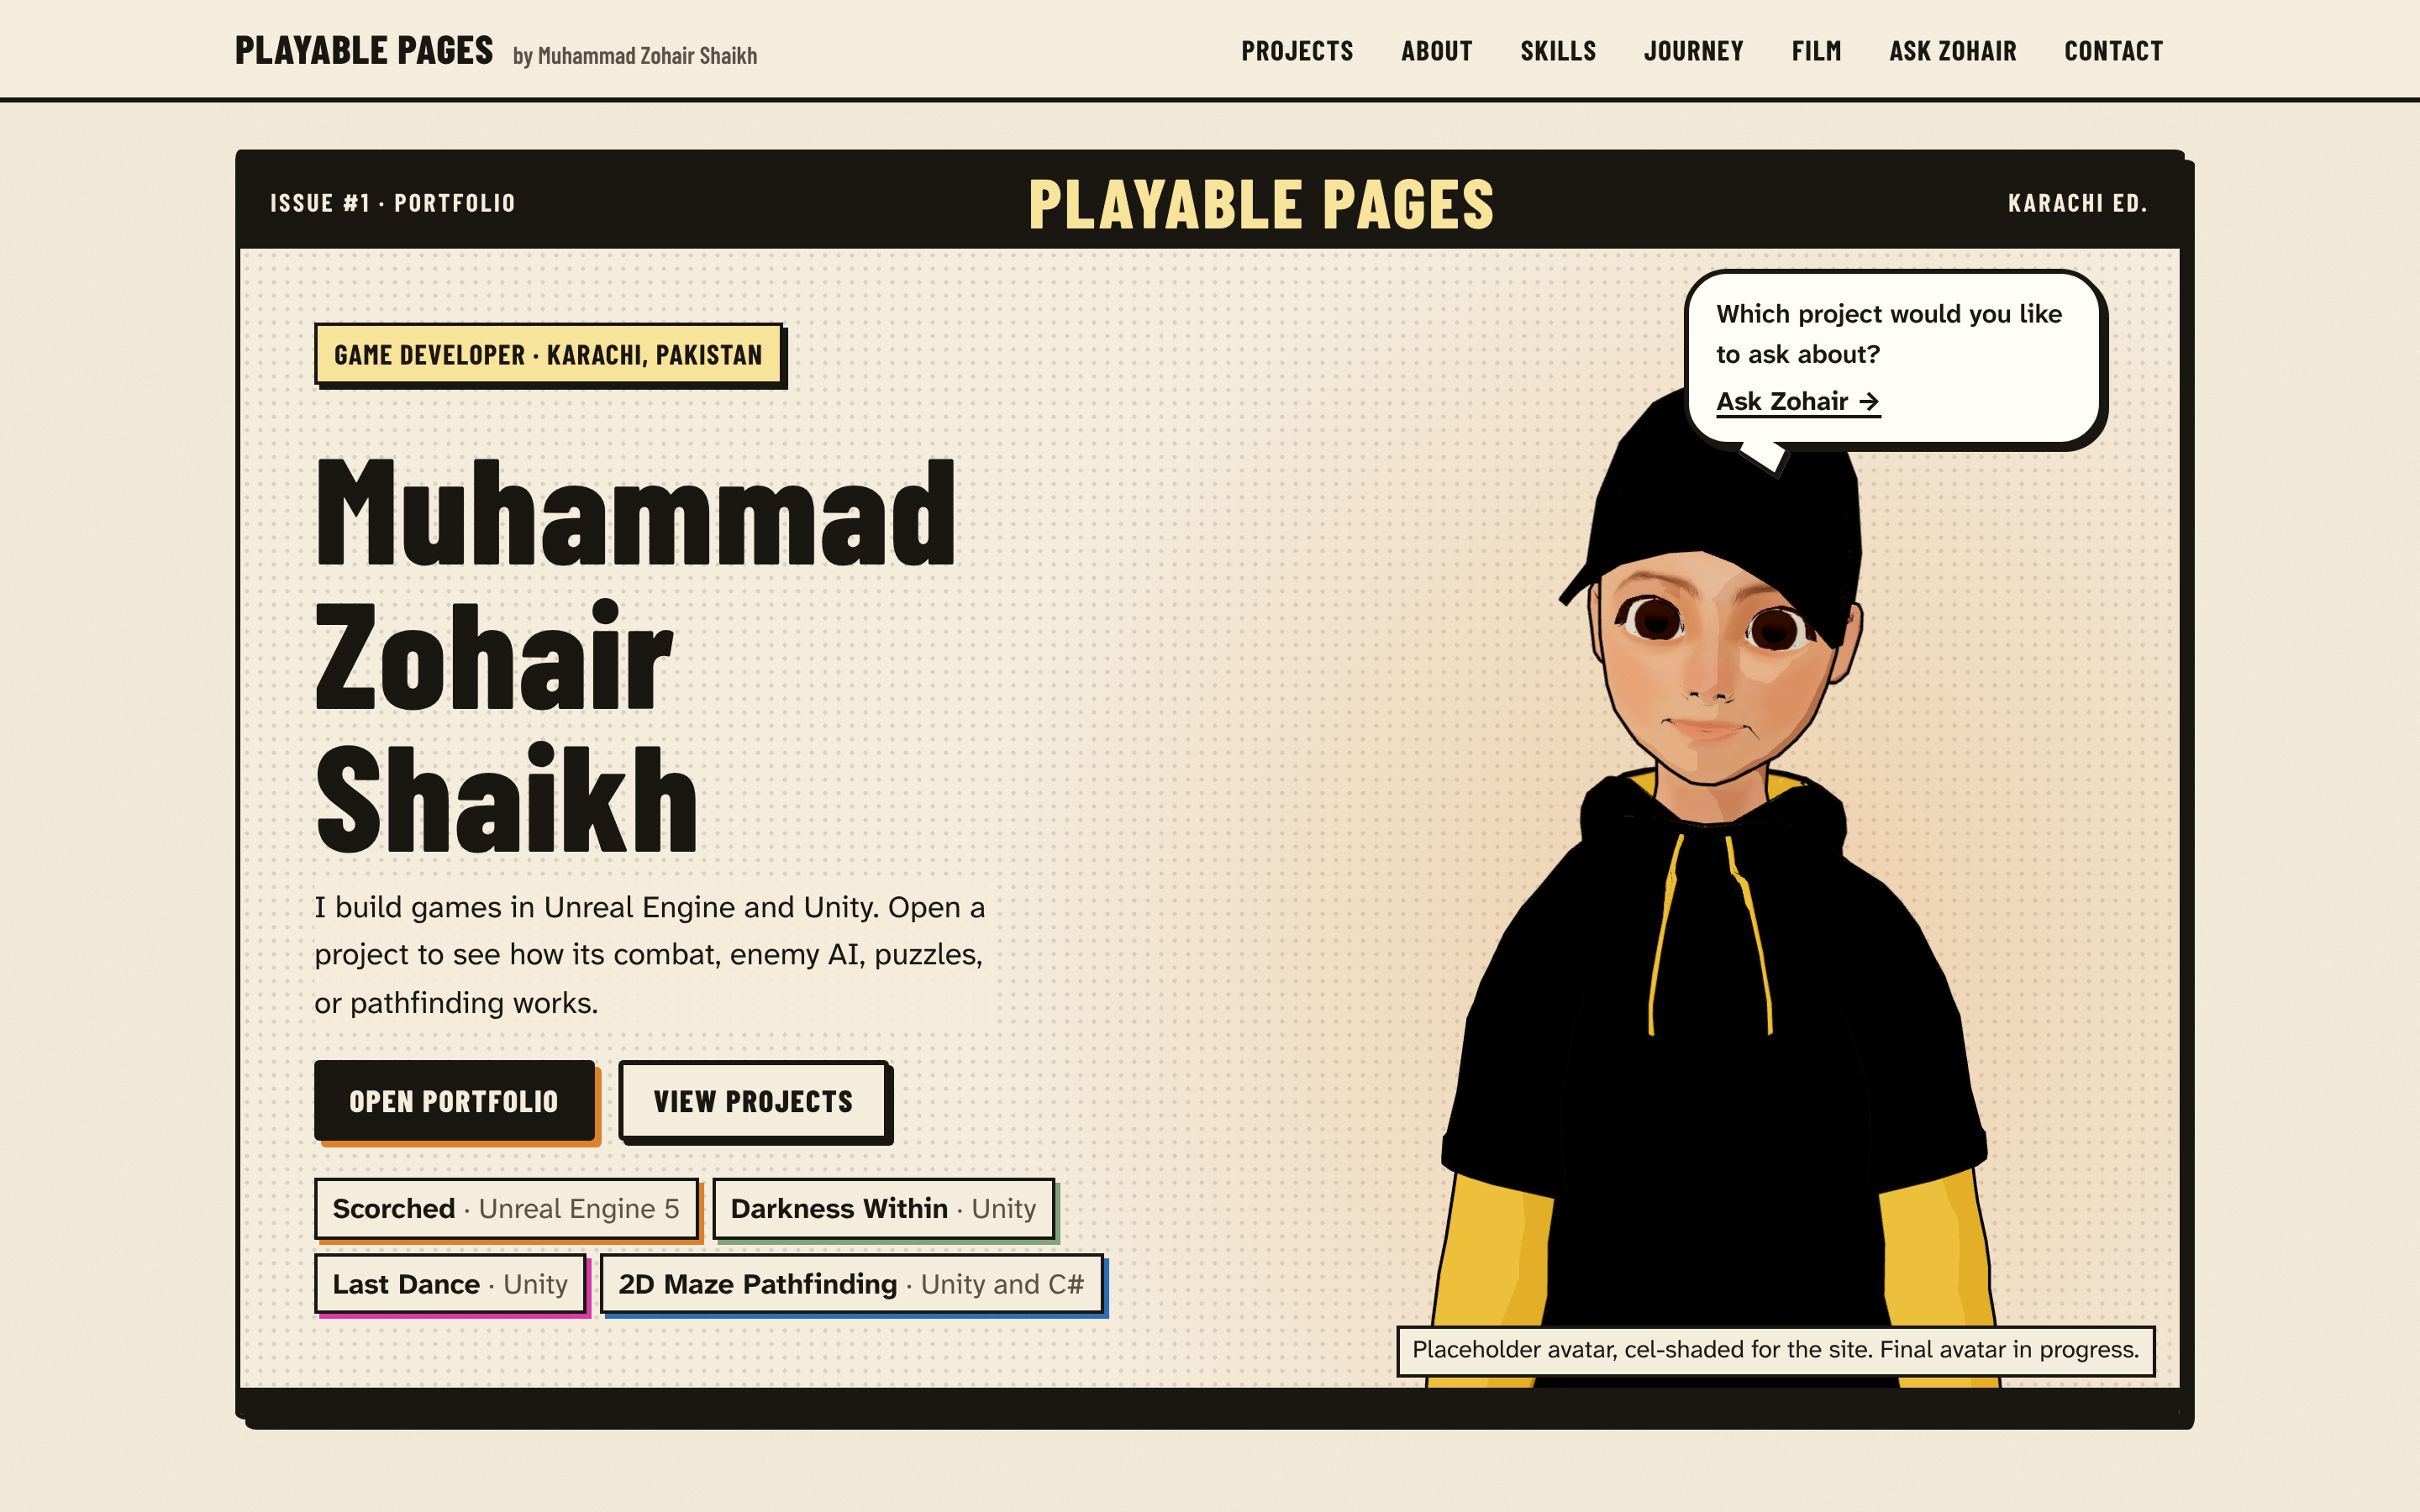 PLAYABLE PAGES by Muhammad Zohair Shaikh
PROJECTS ABOUT SKILLS JOURNEY FILM ASK ZOHAIR CONTACT
ISSUE #1 · PORTFOLIO
PLAYABLE PAGES
KARACHI ED.
GAME DEVELOPER · KARACHI, PAKISTAN
Muhammad
Zohair
Shaikh
I build games in Unreal Engine and Unity. Open a
project to see how its combat, enemy AI, puzzles,
or pathfinding works.
OPEN PORTFOLIO VIEW PROJECTS
Scorched · Unreal Engine 5 Darkness Within · Unity
Last Dance · Unity 2D Maze Pathfinding · Unity and C#
Which project would you like
to ask about?
Ask Zohair →
Placeholder avatar, cel-shaded for the site. Final avatar in progress.